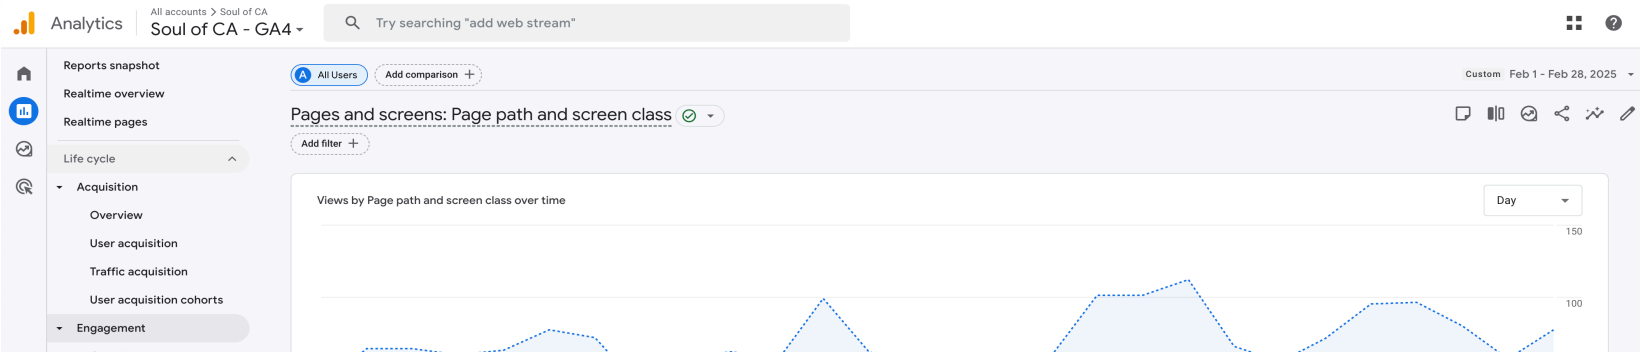 Analytics
All accounts > Soul of CA
Soul of CA - GA4
Try searching "add web stream"
Reports snapshot
Realtime overview
Realtime pages
Life cycle
Acquisition
Overview
User acquisition
Traffic acquisition
User acquisition cohorts
Engagement
A All Users
Add comparison +
Custom Feb 1 - Feb 28, 2025
Pages and screens: Page path and screen class
Add filter +
Views by Page path and screen class over time
Day
150
100